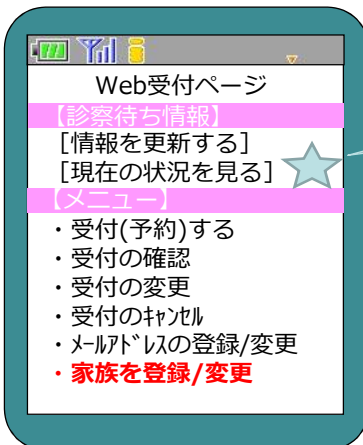 Web受付ページ
【診察待ち情報】
[情報を更新する]
[現在の状況を見る]
【メニュー】
・受付(予約)する
・受付の確認
・受付の変更
・受付のｷｬﾝｾﾙ
・ﾒｰﾙｱﾄﾞﾚｽの登録/変更
・家族を登録/変更